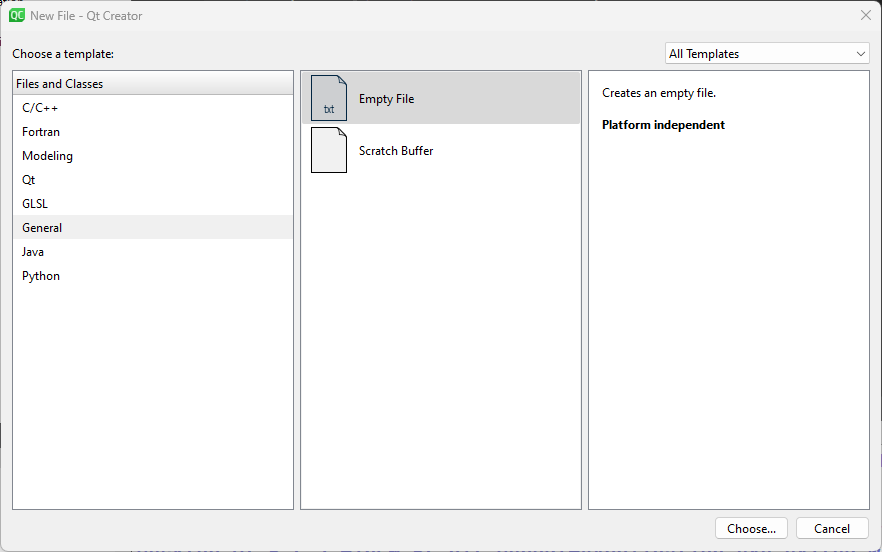 QC New File - Qt Creator
Choose a template:
All Templates
Files and Classes
C/C++
Fortran
Modeling
Qt
GLSL
General
Java
Python
txt Empty File
Scratch Buffer
Creates an empty file.
Platform independent
Choose...
Cancel